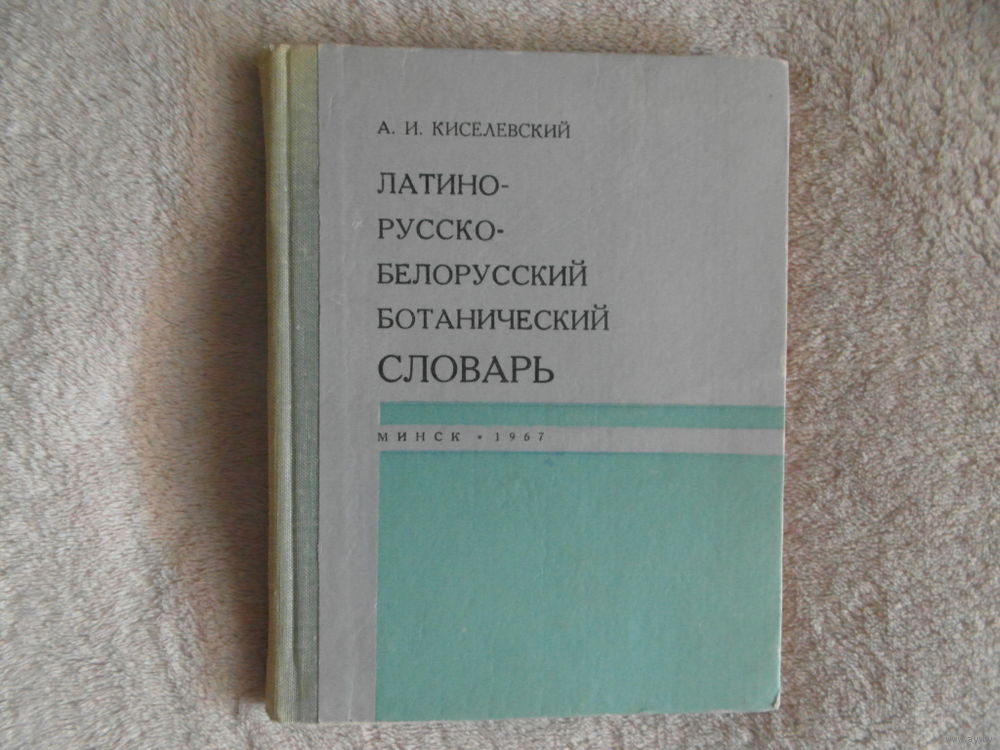 А. И. КИСЕЛЕВСКИЙ
ЛАТИНО-
РУССКО-
БЕЛОРУССКИЙ
БОТАНИЧЕСКИЙ
СЛОВАРЬ
МИНСК • 1967